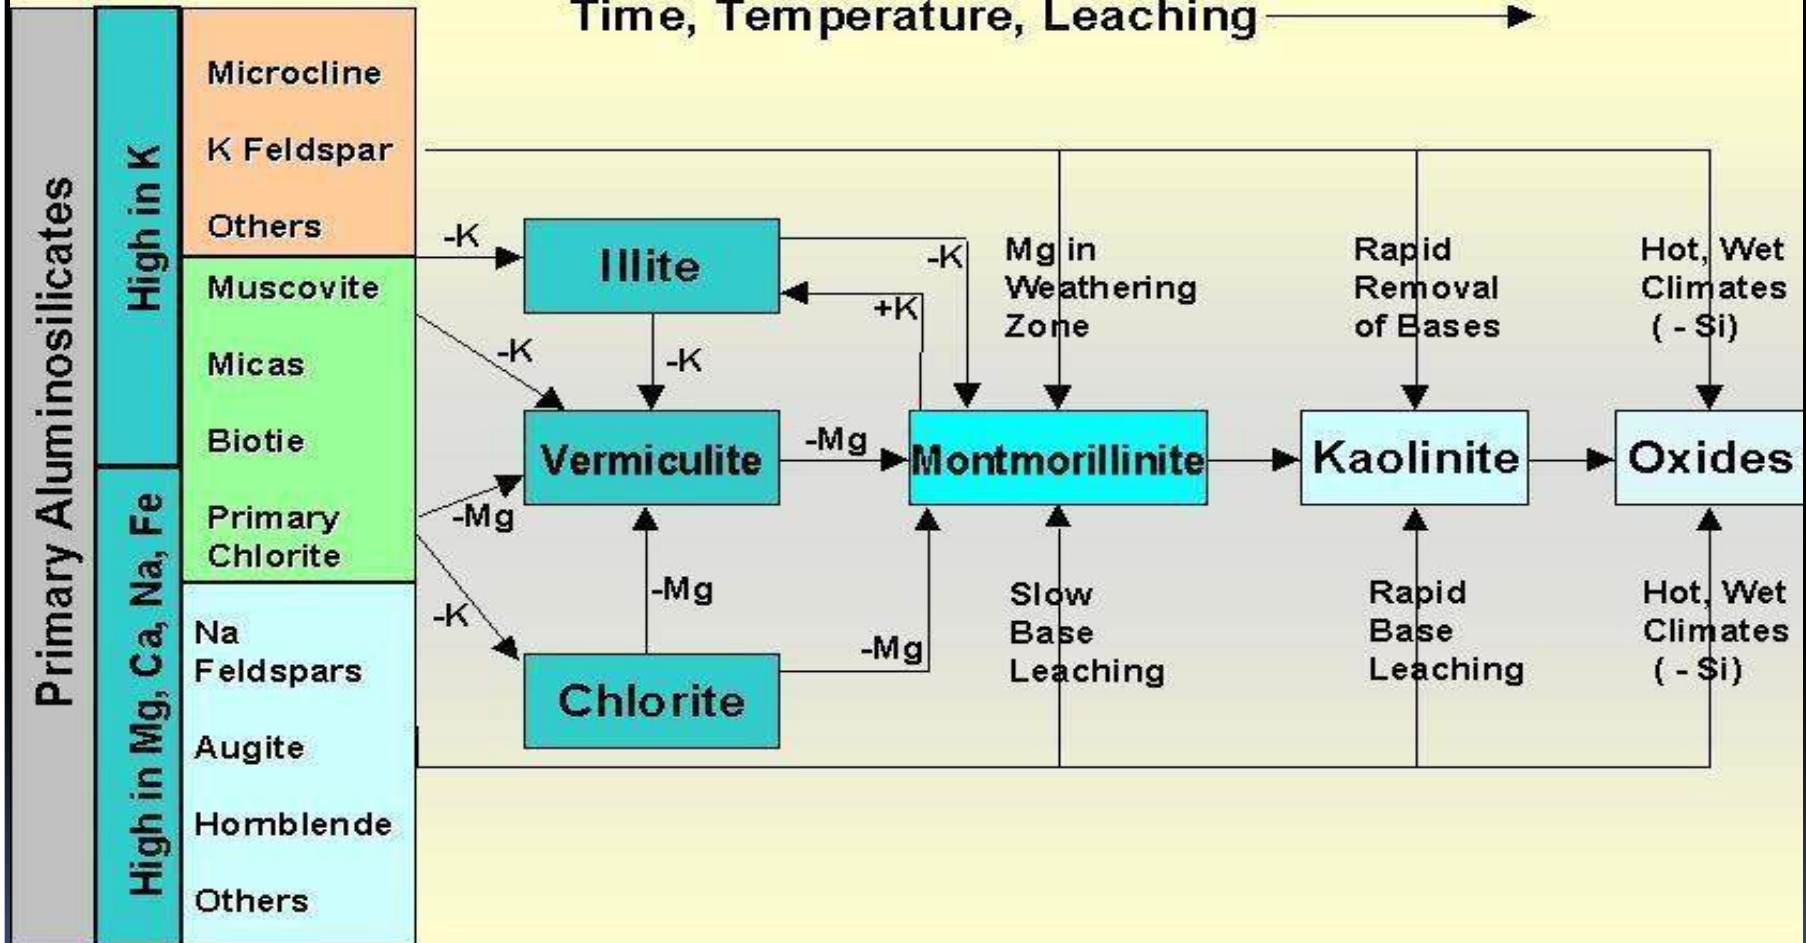 Time, Temperature, Leaching
Primary Aluminosilicates
High in K
High in Mg, Ca, Na, Fe
Microcline
K Feldspar
Others
Muscovite
Micas
Biotie
Primary
Chlorite
Na
Feldspars
Augite
Hornblende
Others
-K
-K
-Mg
-K
Illite
-K
Vermiculite
-Mg
Chlorite
-K
+K
-Mg
-Mg
Mg in
Weathering
Zone
Montmorillinite
Slow
Base
Leaching
Rapid
Removal
of Bases
Kaolinite
Rapid
Base
Leaching
Hot, Wet
Climates
( - Si)
Oxides
Hot, Wet
Climates
( - Si)